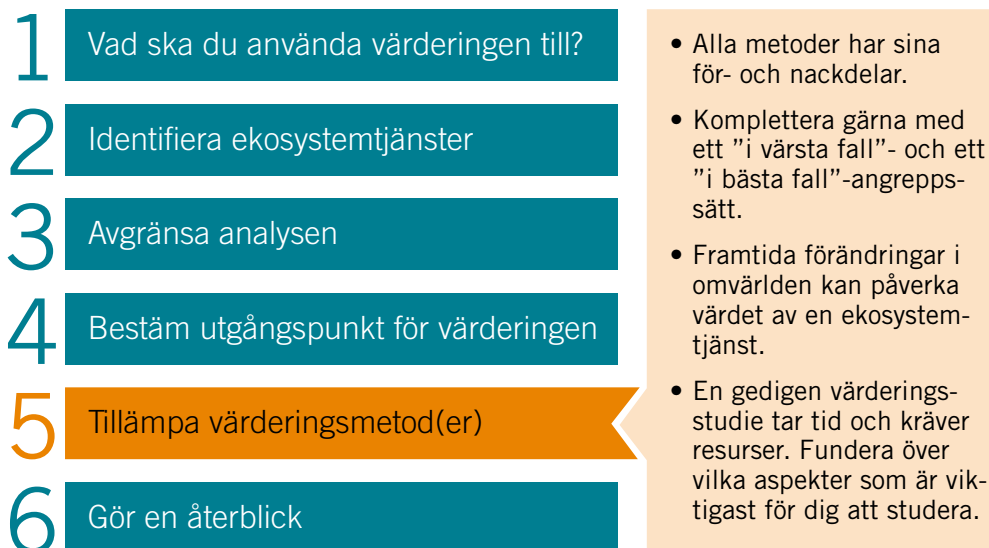 1 Vad ska du använda värderingen till?
2 Identifiera ekosystemtjänster
3 Avgränsa analysen
4 Bestäm utgångspunkt för värderingen
5 Tillämpa värderingsmetod(er)
6 Gör en återblick
• Alla metoder har sina
för- och nackdelar.
• Komplettera gärna med
ett ”i värsta fall”- och ett
”i bästa fall”-angrepps-
sätt.
• Framtida förändringar i
omvärlden kan påverka
värdet av en ekosystem-
tjänst.
• En gedigen värderings-
studie tar tid och kräver
resurser. Fundera över
vilka aspekter som är vik-
tigast för dig att studera.